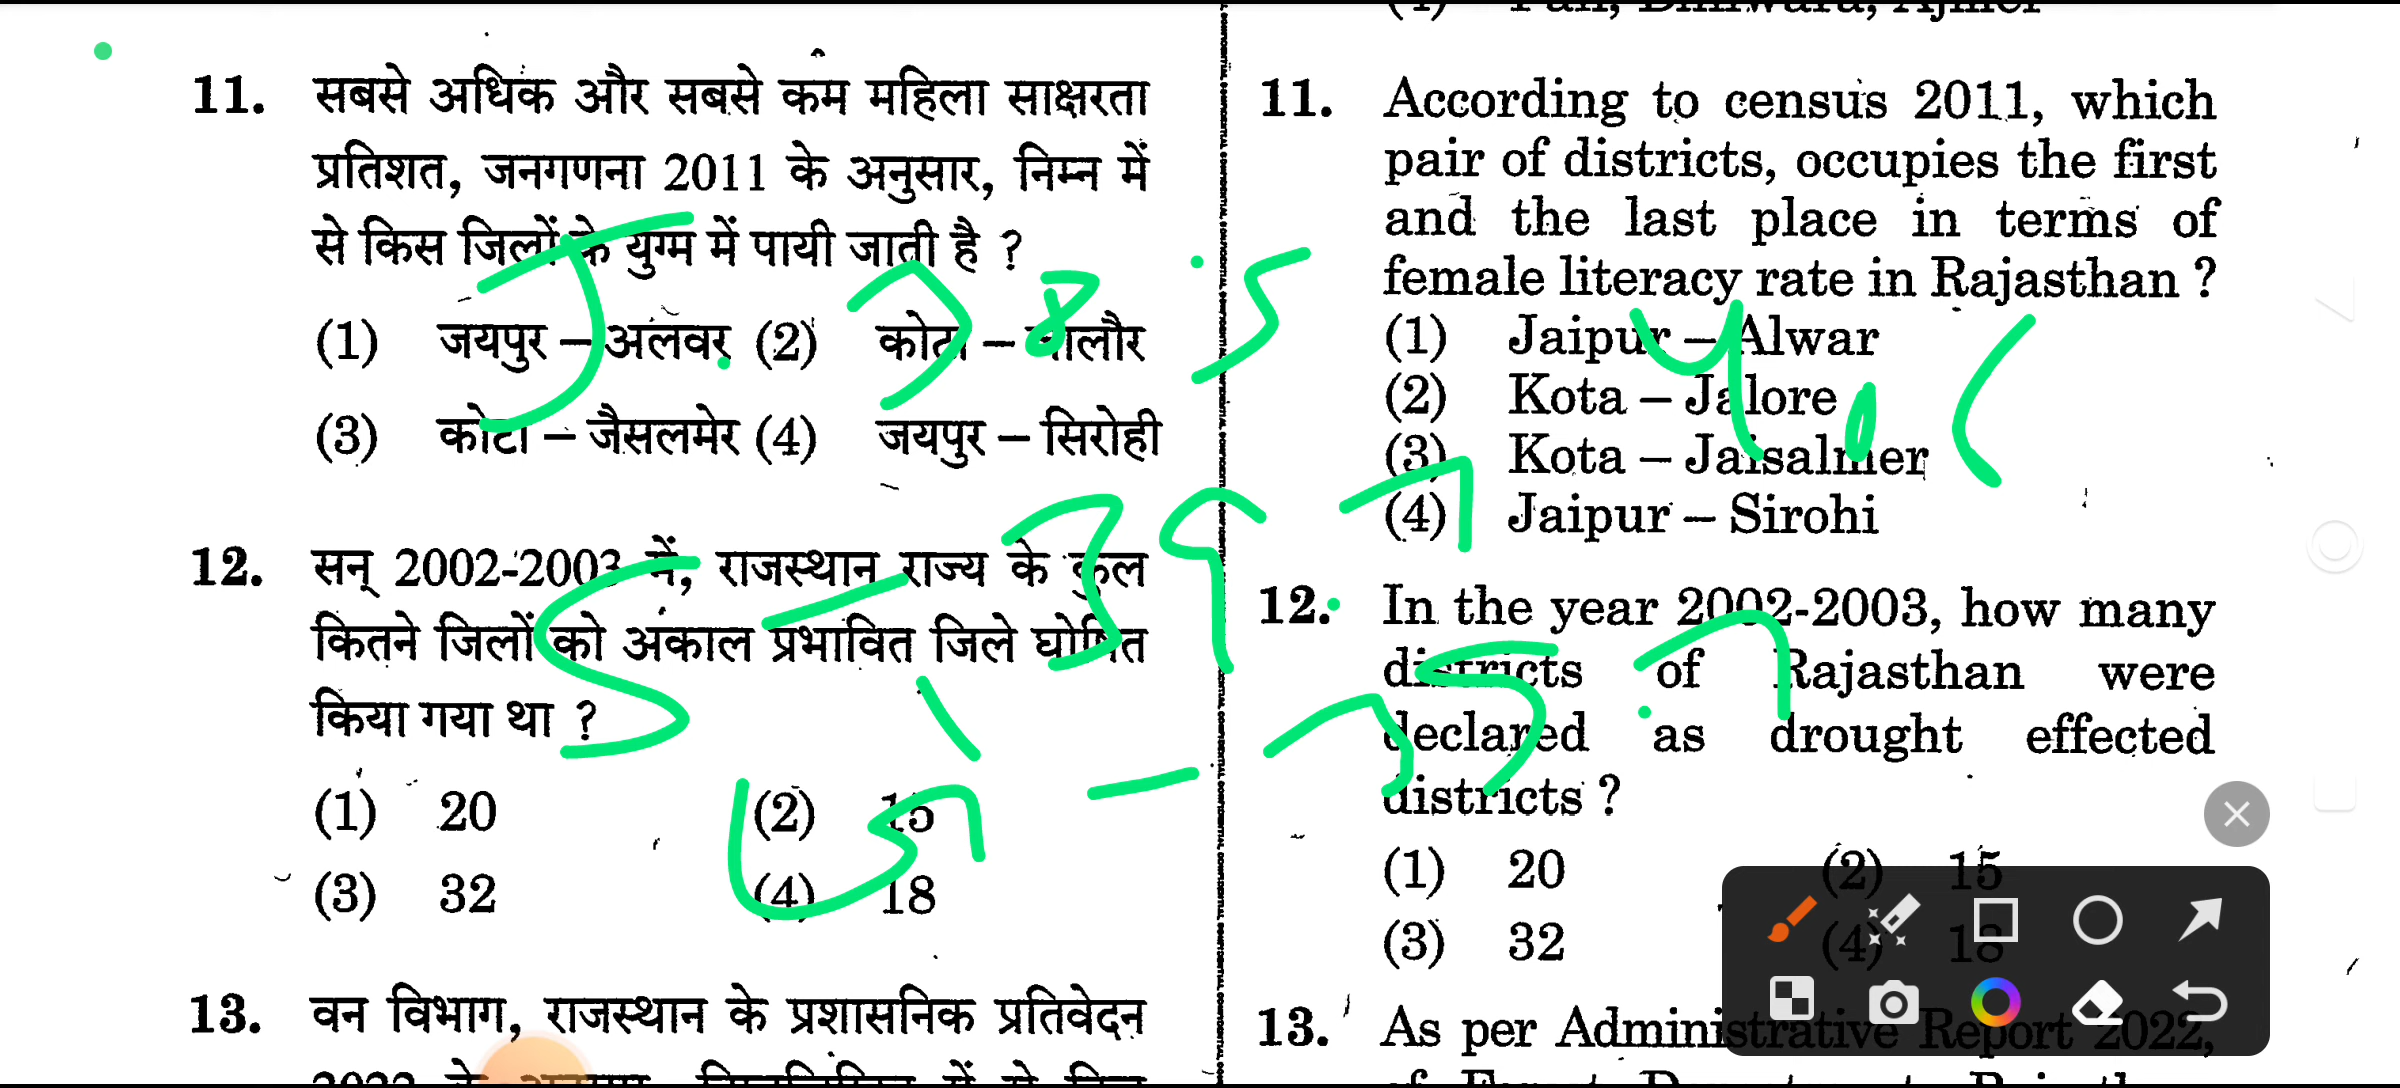 11. सबसे अधिक और सबसे कम महिला साक्षरता
प्रतिशत, जनगणना 2011 के अनुसार, निम्न में
से किस जिलों के युग्म में पायी जाती है ?
(1) जयपुर – अलवर (2) कोटा – जालौर
(3) कोटा – जैसलमेर (4) जयपुर – सिरोही
12. सन् 2002-2003 में, राजस्थान राज्य के कुल
कितने जिलों को अकाल प्रभावित जिले घोषित
किया गया था ?
(1) 20 (2) 15
(3) 32 (4) 18
13. वन विभाग, राजस्थान के प्रशासनिक प्रतिवेदन
11. According to census 2011, which
pair of districts, occupies the first
and the last place in terms of
female literacy rate in Rajasthan ?
(1) Jaipur – Alwar
(2) Kota – Jalore
(3) Kota – Jaisalmer
(4) Jaipur – Sirohi
12. In the year 2002-2003, how many
districts of Rajasthan were
declared as drought effected
districts ?
(1) 20 (2) 15
(3) 32 (4) 18
13. As per Administrative Report 2022,